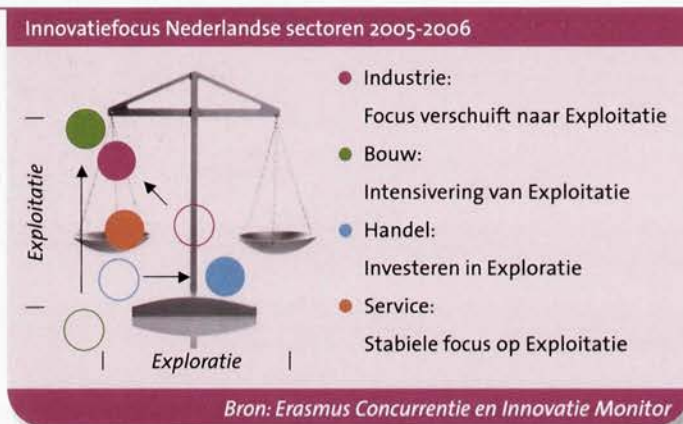 Innovatiefocus Nederlandse sectoren 2005-2006
Exploitatie
Exploratie
Industrie:
Focus verschuift naar Exploitatie
Bouw:
Intensivering van Exploitatie
Handel:
Investeren in Exploratie
Service:
Stabiele focus op Exploitatie
Bron: Erasmus Concurrentie en Innovatie Monitor